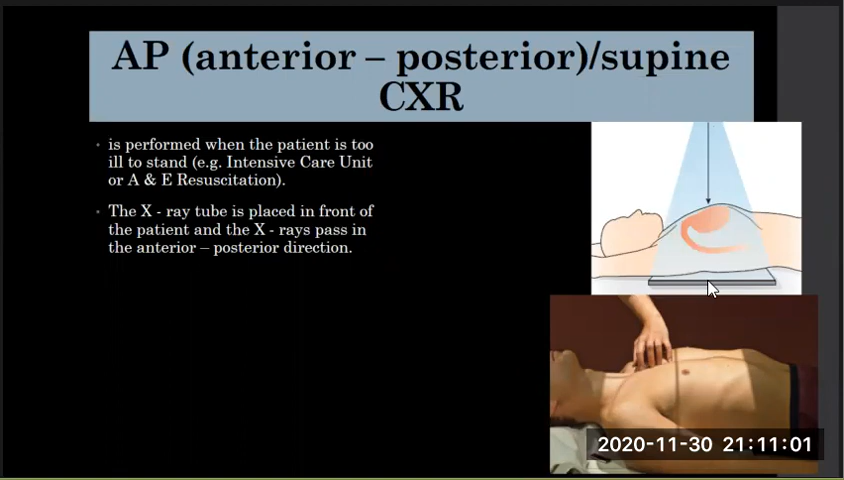 AP (anterior – posterior)/supine
CXR
is performed when the patient is too
ill to stand (e.g. Intensive Care Unit
or A & E Resuscitation).
The X - ray tube is placed in front of
the patient and the X - rays pass in
the anterior – posterior direction.
2020-11-30 21:11:01